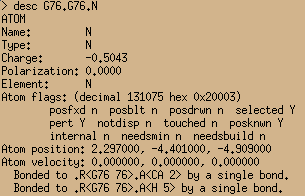 > desc G76.G76.N
ATOM
Name:      N
Type:      N
Charge:    -0.5043
Polarization: 0.0000
Element:   N
Atom flags: (decimal 131075 hex 0x20003)
posfxd n posblt n posdrwn n selected Y
pert Y notdisp n touched n posknwn Y
internal n needsmin n needsbuild n
Atom position: 2.297000, -4.401000, -4.909000
Atom velocity: 0.000000, 0.000000, 0.000000
Bonded to .R<G76 76>.A<CA 2> by a single bond.
Bonded to .R<G76 76>.A<H 5> by a single bond.